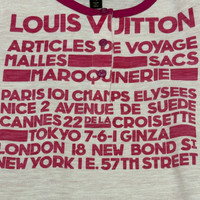 LOUIS VUITTON
ARTICLES DE VOYAGE
MALLES SACS
MAROQUINERIE
PARIS 101 CHAMPS ELYSEES
NICE 2 AVENUE DE SUEDE
CANNES 22 DE LA CROISETTE
TOKYO 7-6-1 GINZA
LONDON 18 NEW BOND ST
NEW YORK 1 E. 57TH STREET